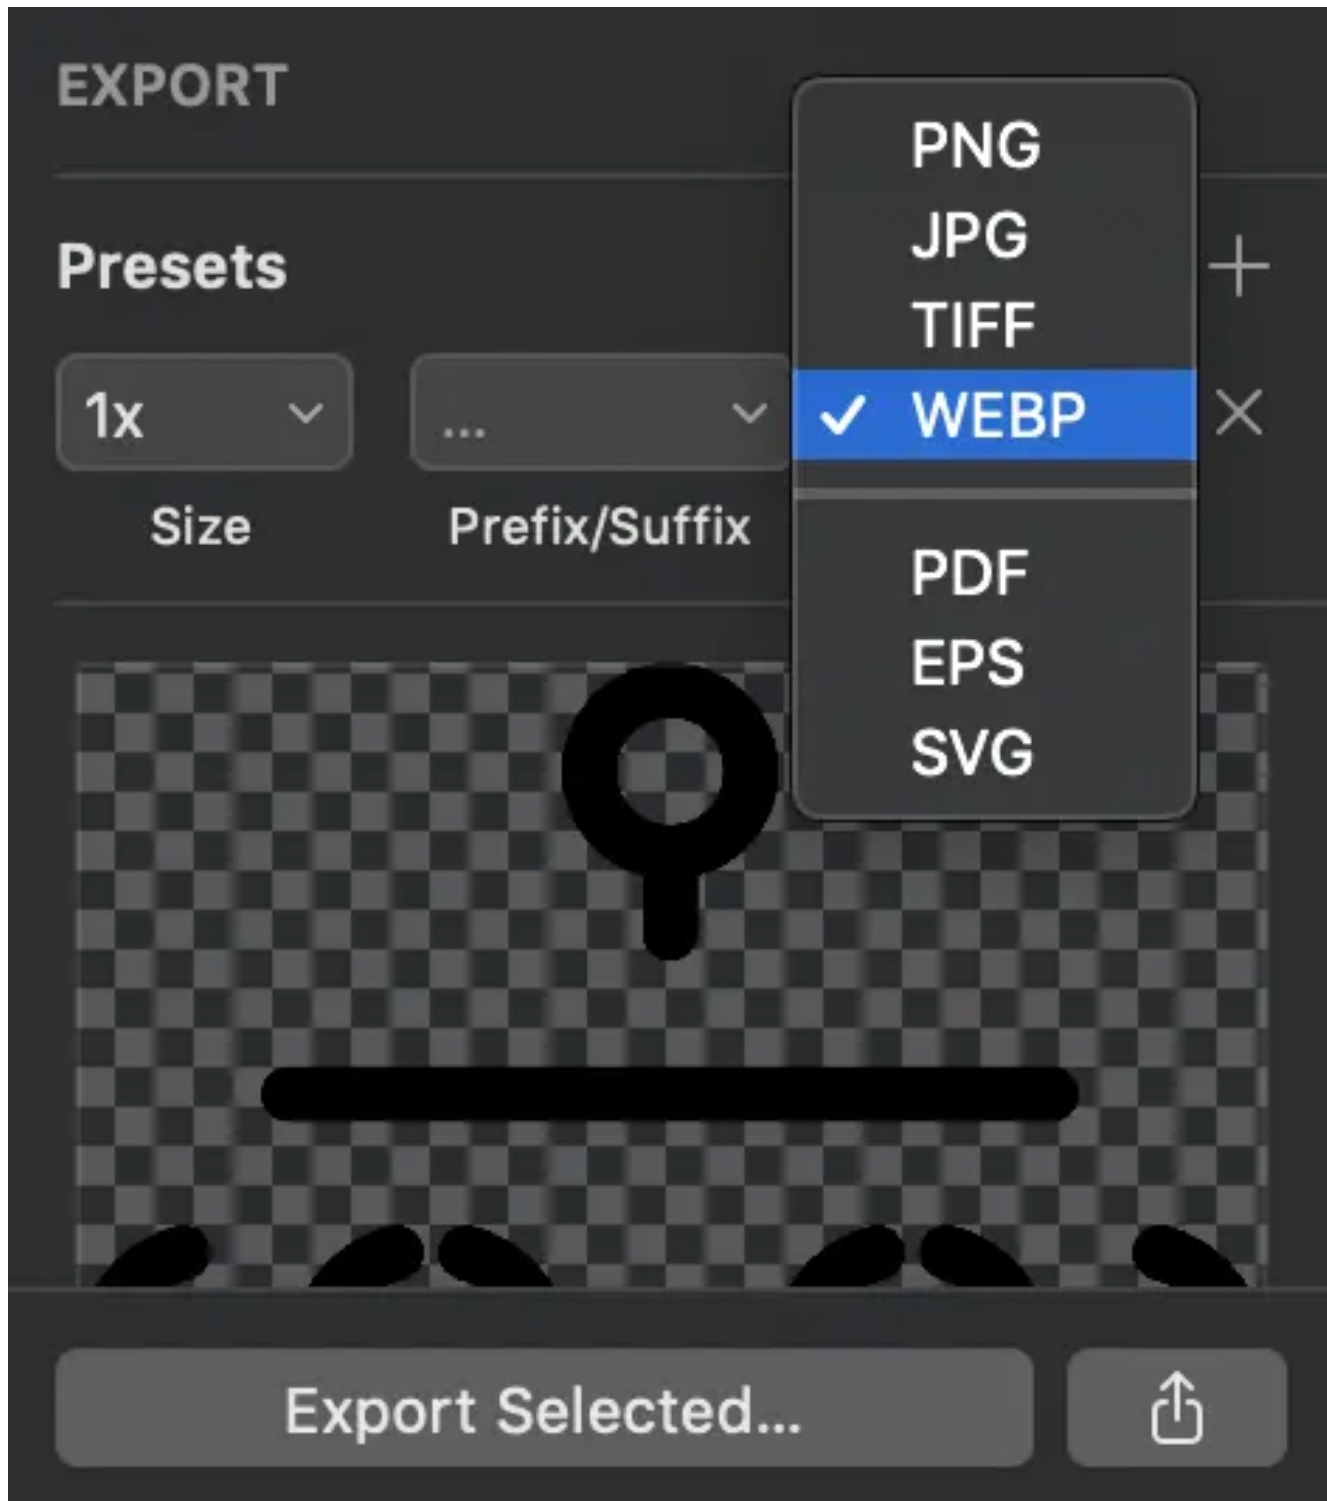 EXPORT
Presets
1x
...
Size
Prefix/Suffix
PNG
JPG
TIFF
WEBP
PDF
EPS
SVG
Export Selected...